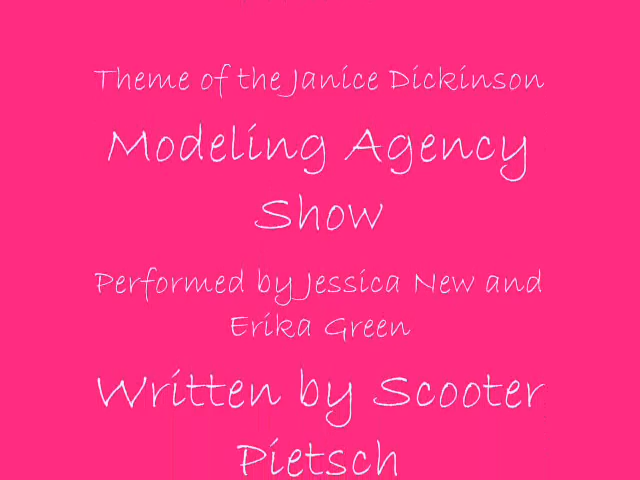 Theme of the Janice Dickinson
Modeling Agency
Show
Performed by Jessica New and
Erika Green
Written by Scooter
Pietsch